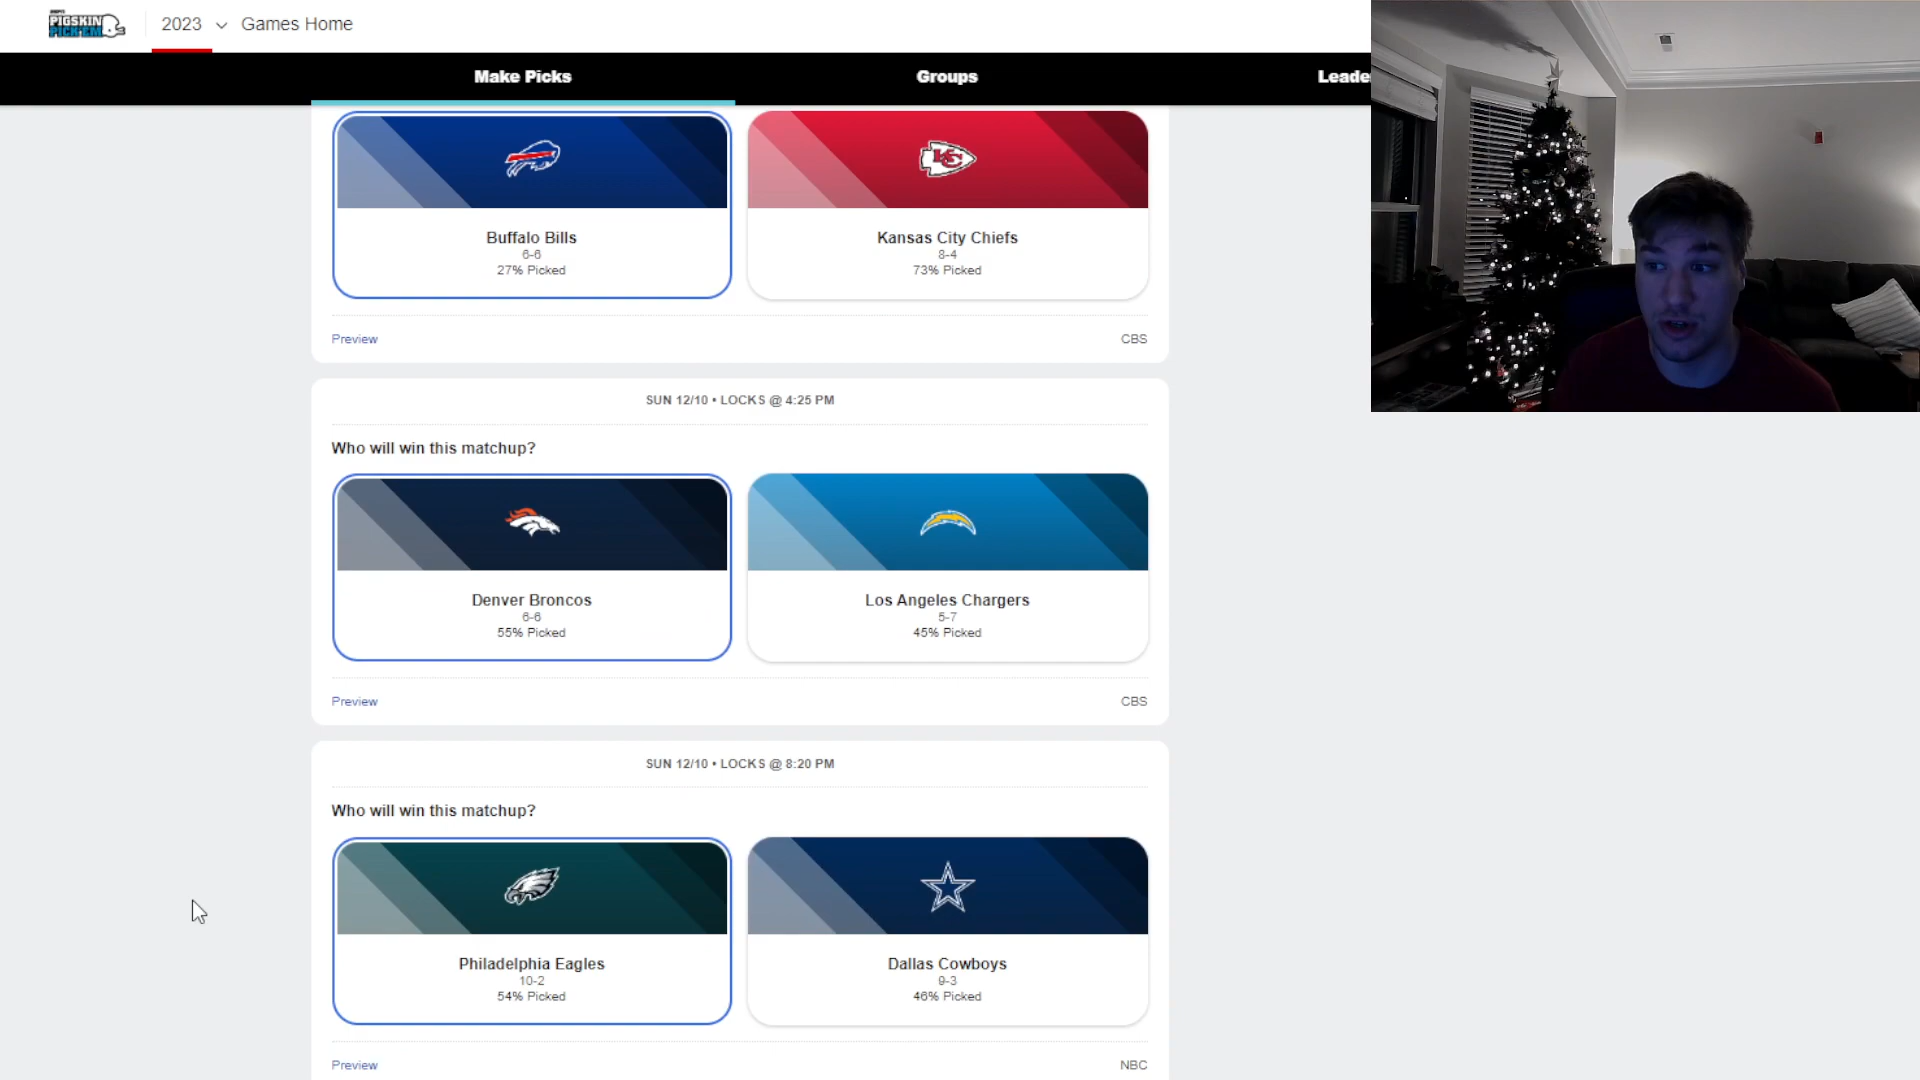 PIGSKIN
PICK'EM
2023 Games Home
Make Picks Groups Leade
KC
Buffalo Bills Kansas City Chiefs
6-6 8-4
27% Picked 73% Picked
Preview CBS
SUN 12/10 • LOCKS @ 4:25 PM
Who will win this matchup?
Denver Broncos Los Angeles Chargers
6-6 5-7
55% Picked 45% Picked
Preview CBS
SUN 12/10 • LOCKS @ 8:20 PM
Who will win this matchup?
Philadelphia Eagles Dallas Cowboys
10-2 9-3
54% Picked 46% Picked
Preview NBC